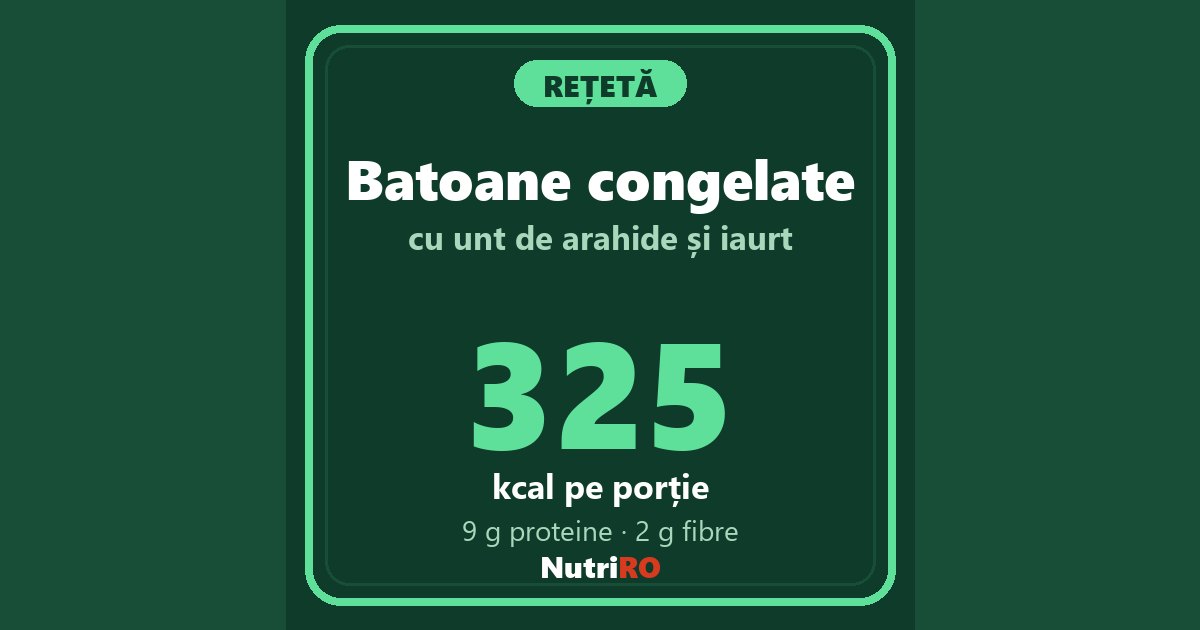 REȚETĂ
Batoane congelate
cu unt de arahide și iaurt
325
kcal pe porție
9 g proteine · 2 g fibre
NutriRO